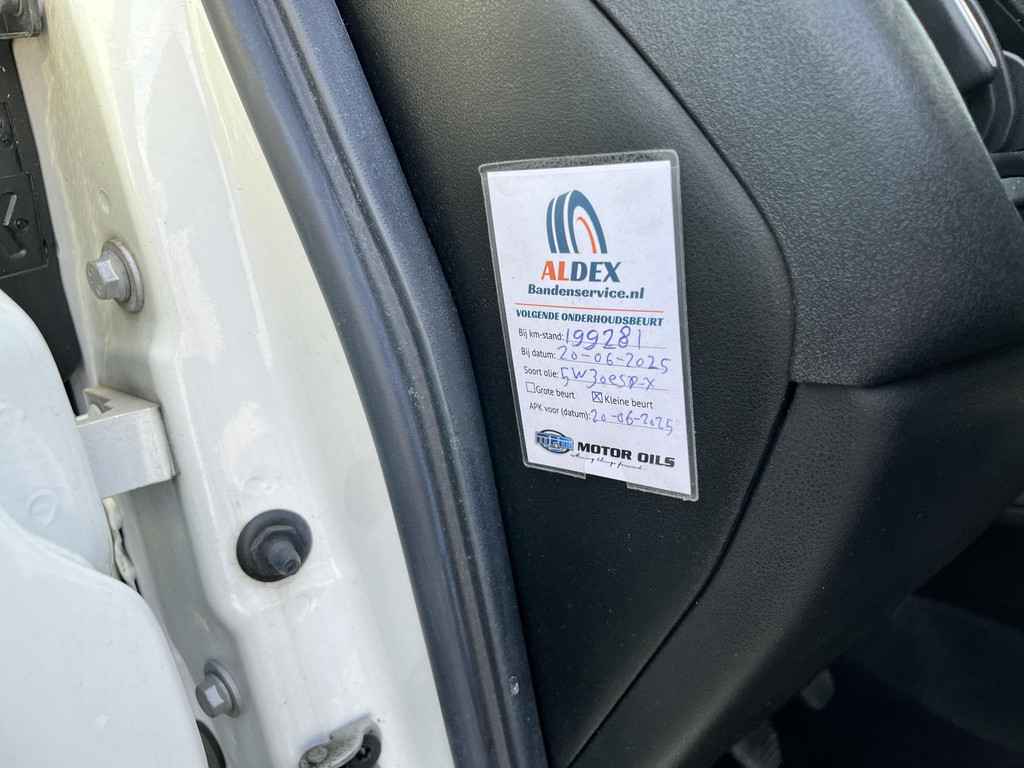 ALDEX
Bandenservice.nl
VOLGENDE ONDERHOUDSBEURT
Bij km-stand: 199281
Bij datum: 20-06-2025
Soort olie: 5W30esp-x
Grote beurt Kleine beurt
APK voor (datum): 20-06-2025
MOTOR OILS